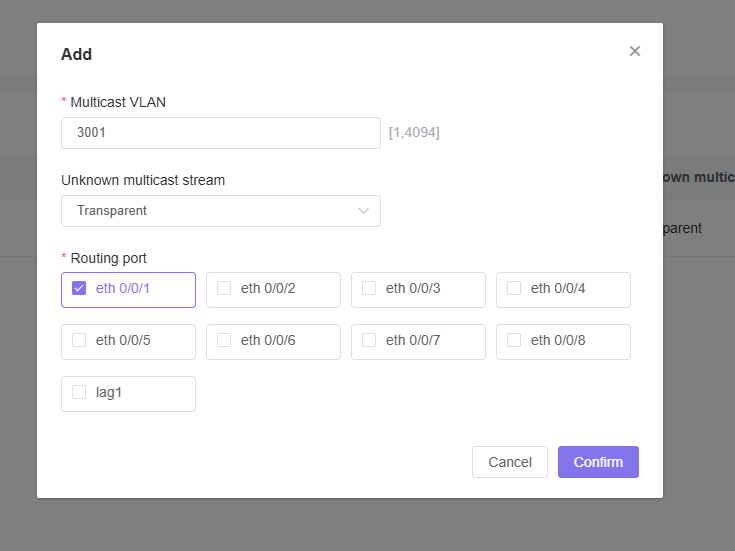 Add
* Multicast VLAN
3001 [1,4094]
Unknown multicast stream
Transparent
own multic
parent
* Routing port
eth 0/0/1 eth 0/0/2 eth 0/0/3 eth 0/0/4
eth 0/0/5 eth 0/0/6 eth 0/0/7 eth 0/0/8
lag1
Cancel Confirm